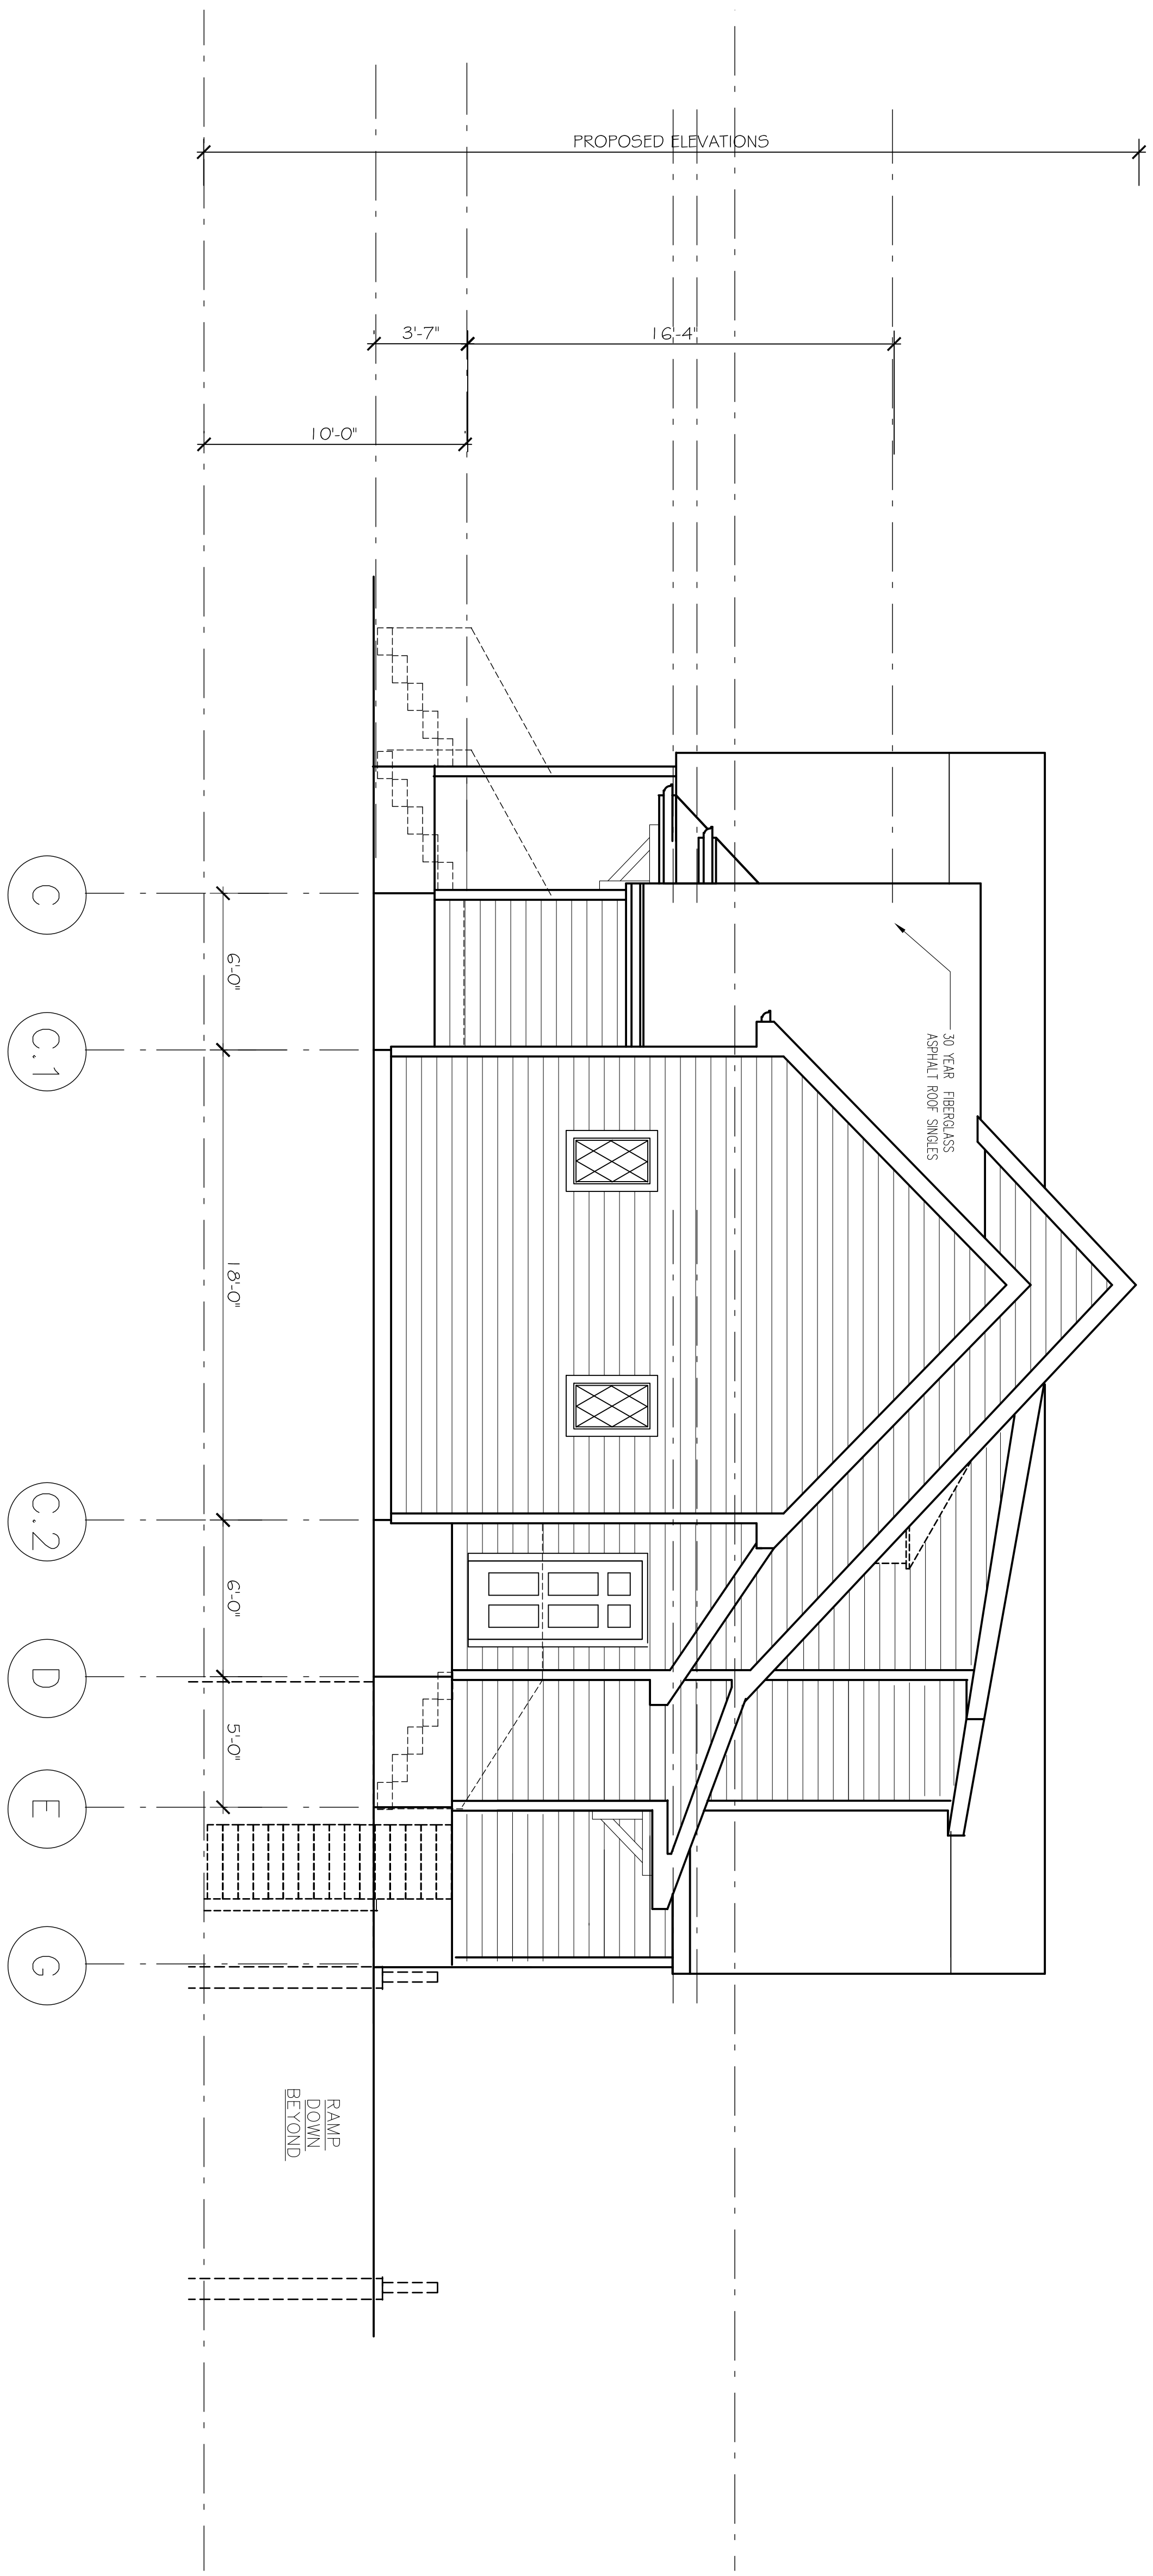 PROPOSED ELEVATIONS
3'-7"
16'-4"
10'-0"
30 YEAR FIBERGLASS
ASPHALT ROOF SINGLES
6'-0"
18'-0"
6'-0"
5'-0"
C
C.1
C.2
D
E
G
RAMP
DOWN
BEYOND